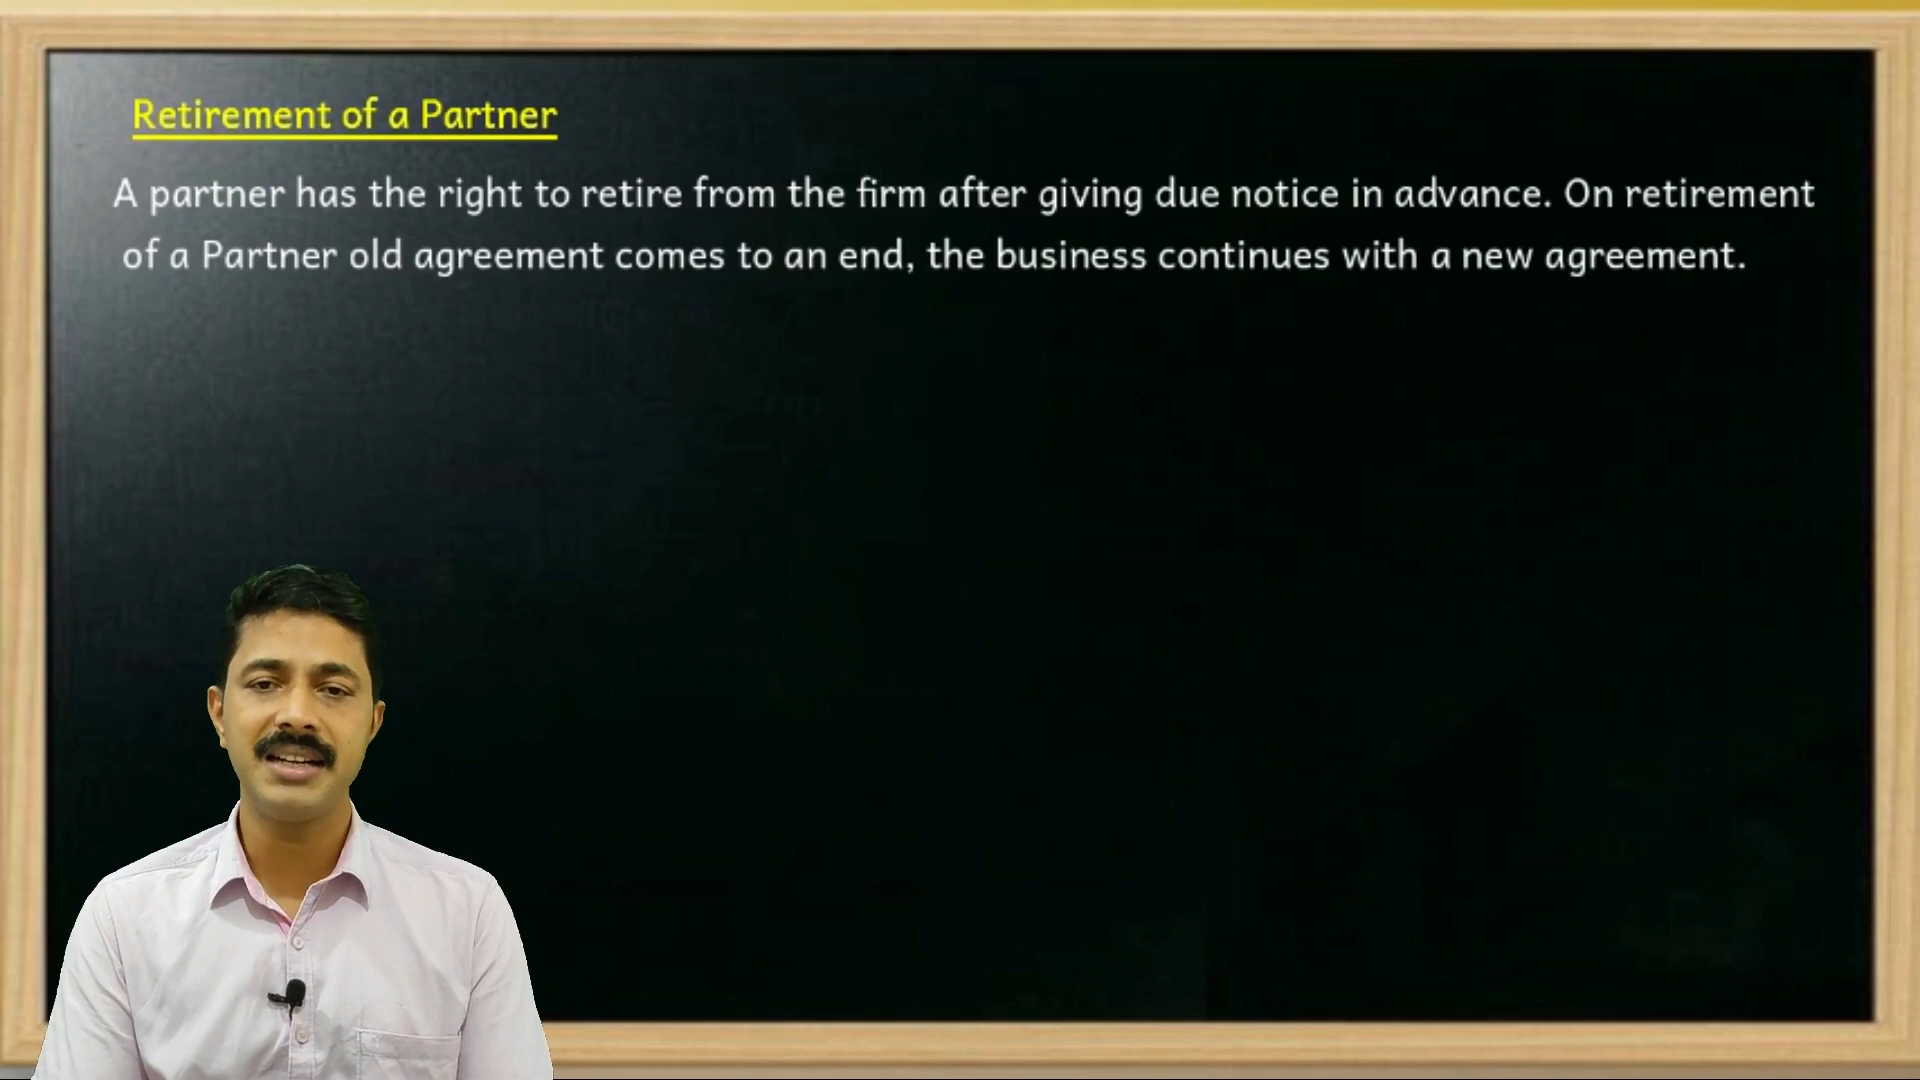 Retirement of a Partner
A partner has the right to retire from the firm after giving due notice in advance. On retirement
of a Partner old agreement comes to an end, the business continues with a new agreement.